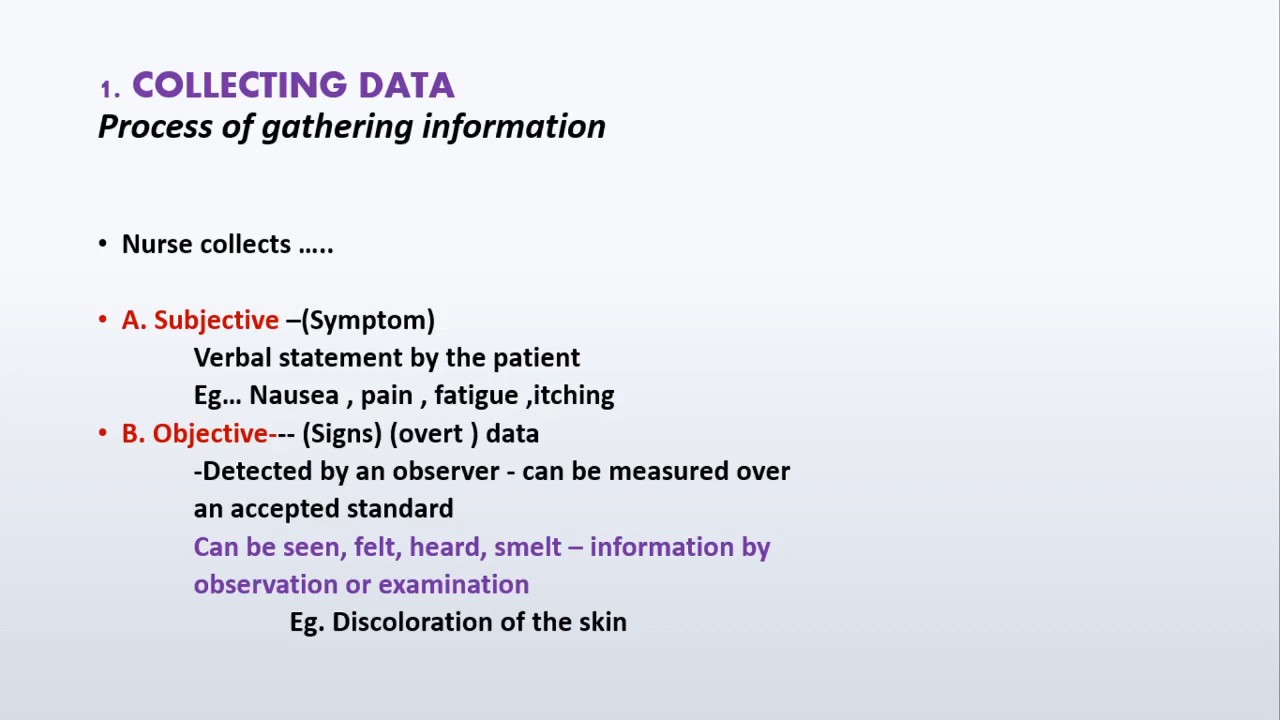 1. COLLECTING DATA
Process of gathering information
• Nurse collects …..
• A. Subjective –(Symptom)
Verbal statement by the patient
Eg… Nausea , pain , fatigue ,itching
• B. Objective--- (Signs) (overt ) data
-Detected by an observer - can be measured over
an accepted standard
Can be seen, felt, heard, smelt – information by
observation or examination
Eg. Discoloration of the skin